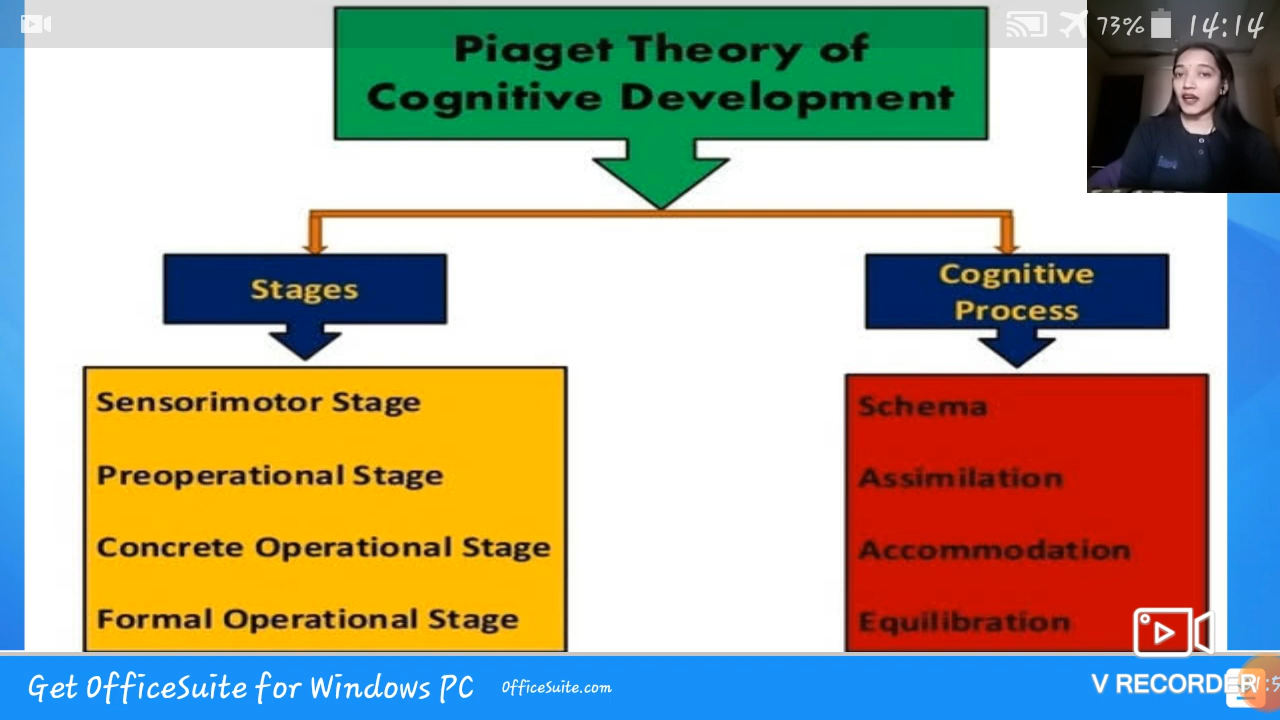 73% 14:14
Piaget Theory of
Cognitive Development
Stages
Cognitive
Process
Sensorimotor Stage
Preoperational Stage
Concrete Operational Stage
Formal Operational Stage
Schema
Assimilation
Accommodation
Equilibration
Get OfficeSuite for Windows PC
OfficeSuite.com
V RECORDER